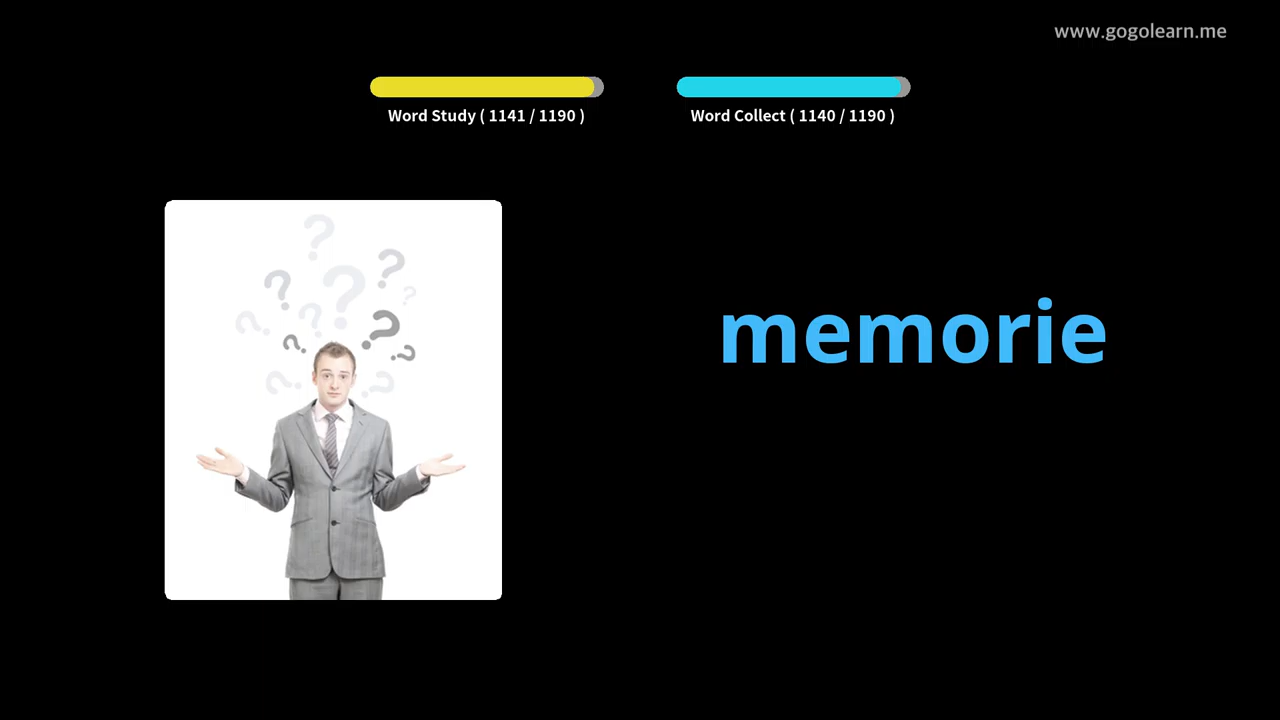 www.gogolearn.me
Word Study ( 1141 / 1190 )
Word Collect ( 1140 / 1190 )
? ? ? ? ? ? ? ? ? ? ? ?
memorie